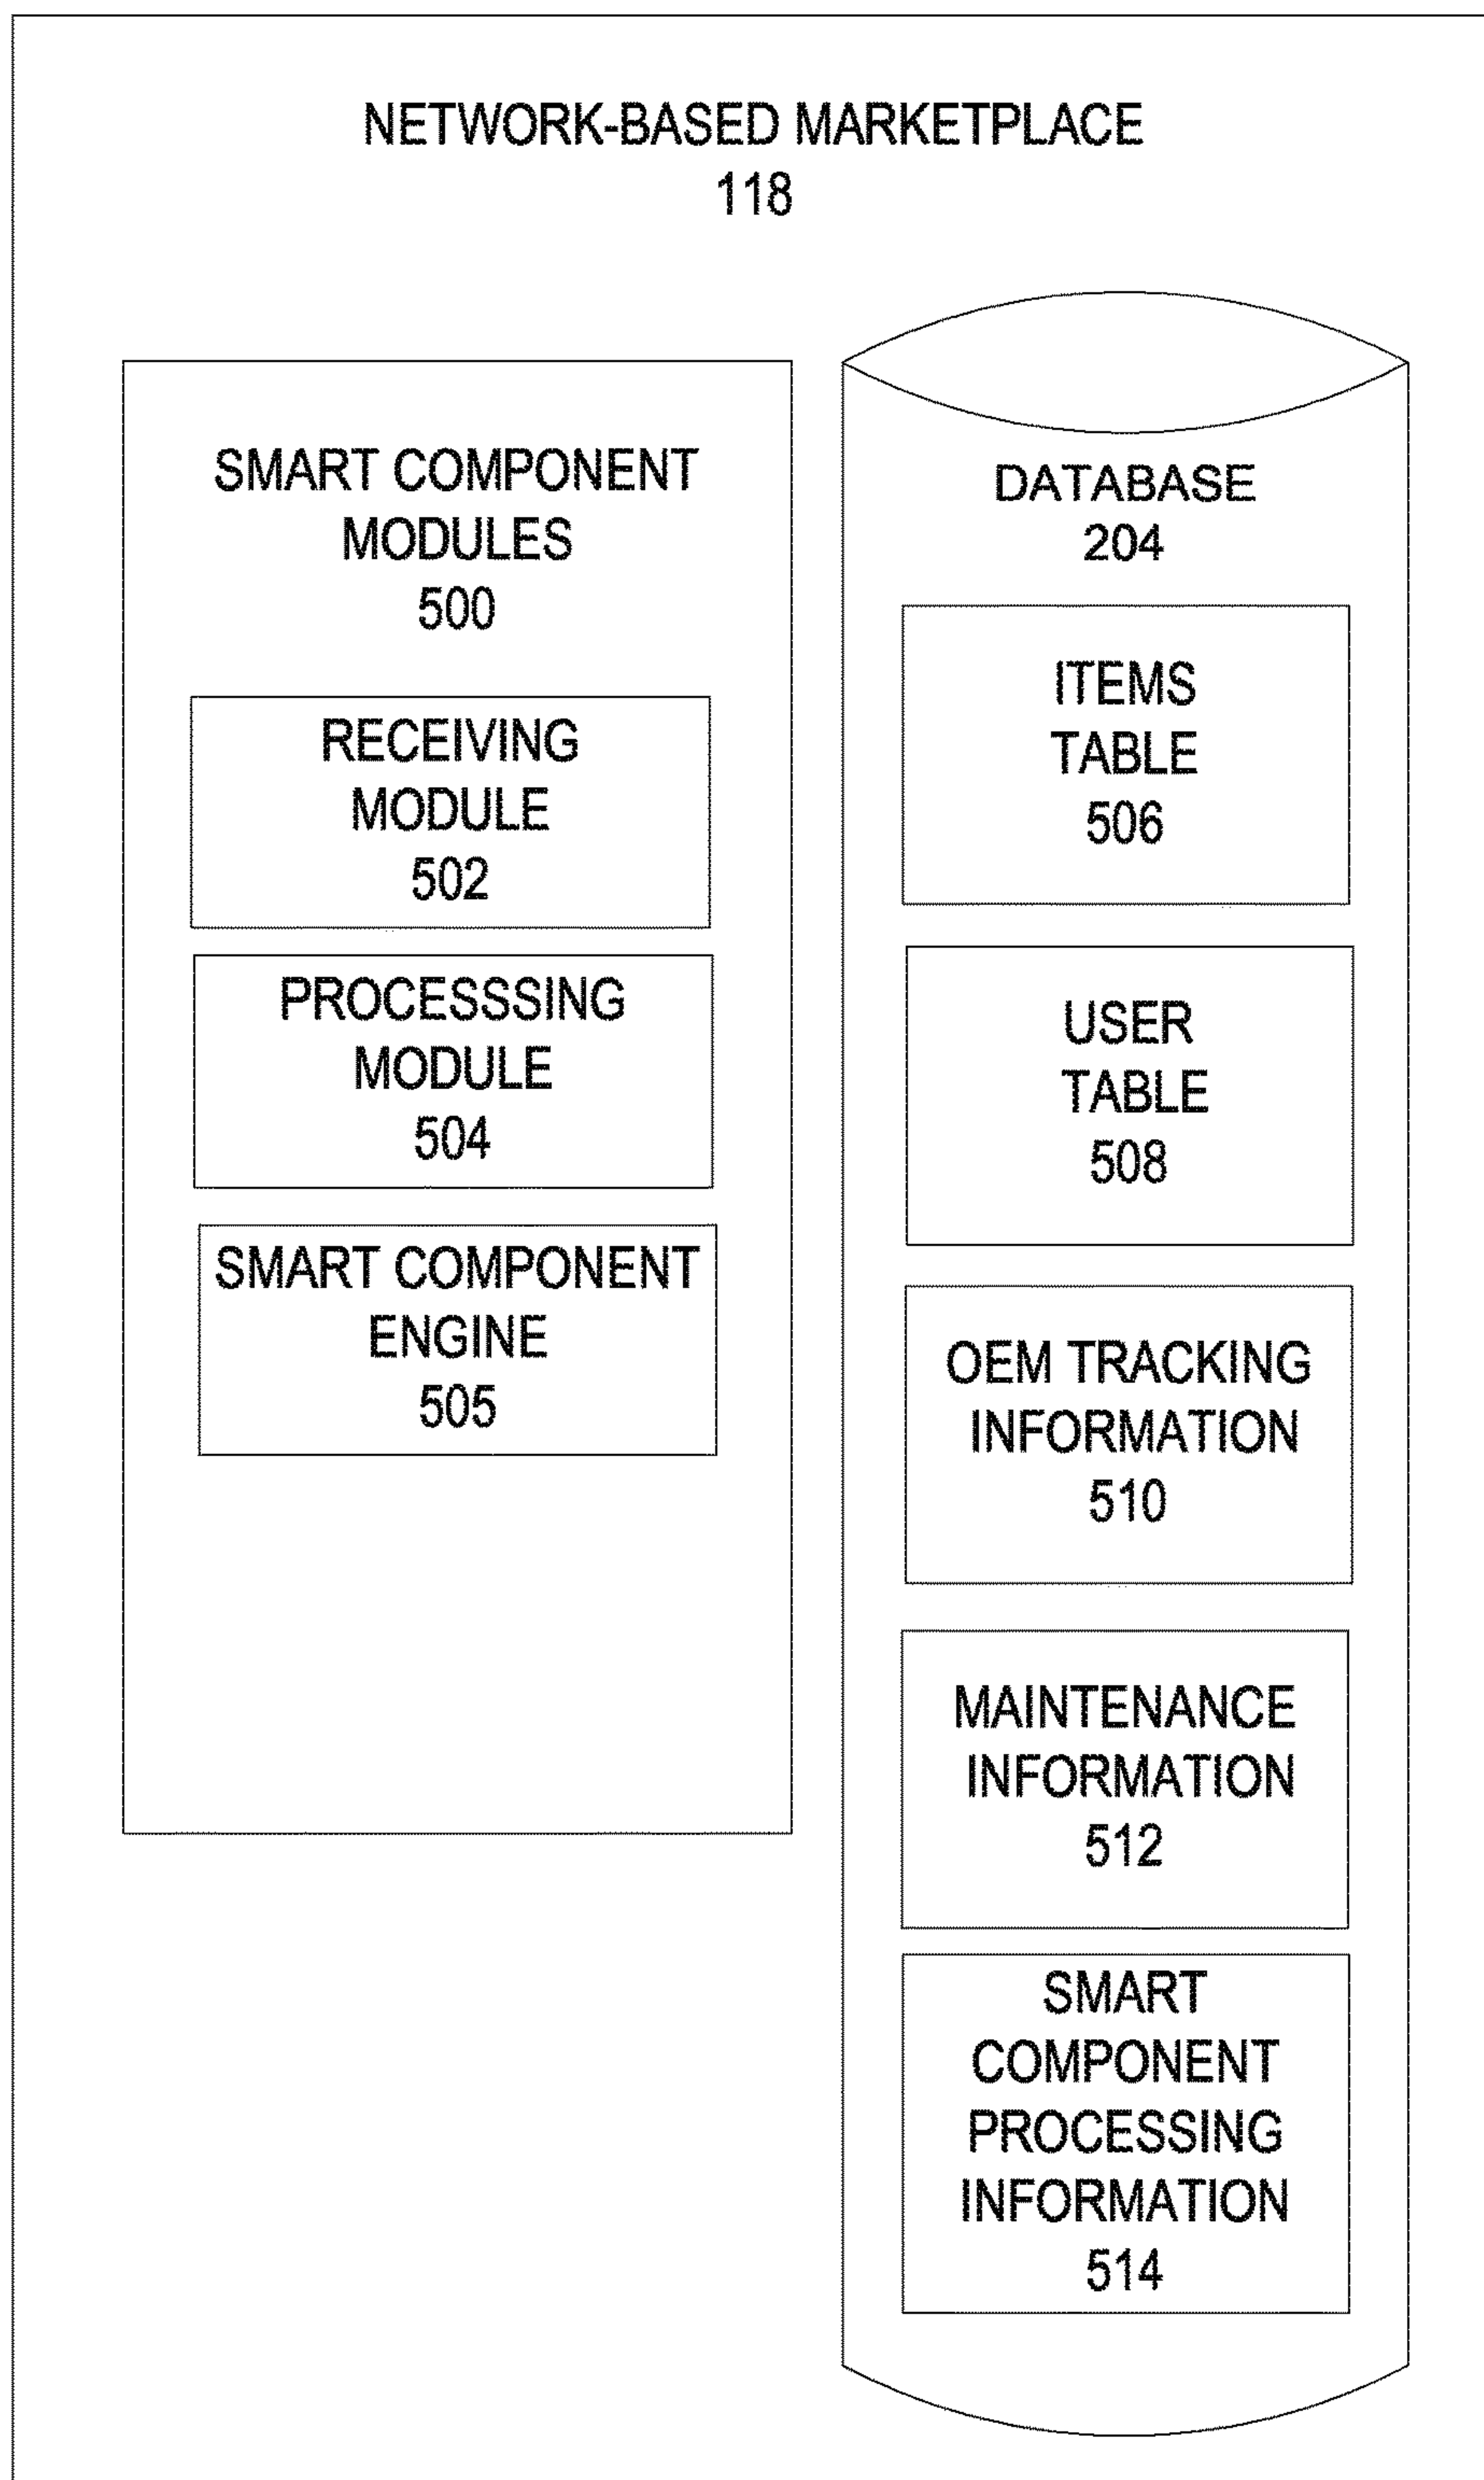 NETWORK-BASED MARKETPLACE
118
SMART COMPONENT
MODULES
500
RECEIVING
MODULE
502
PROCESSSING
MODULE
504
SMART COMPONENT
ENGINE
505
DATABASE
204
ITEMS
TABLE
506
USER
TABLE
508
OEM TRACKING
INFORMATION
510
MAINTENANCE
INFORMATION
512
SMART
COMPONENT
PROCESSING
INFORMATION
514